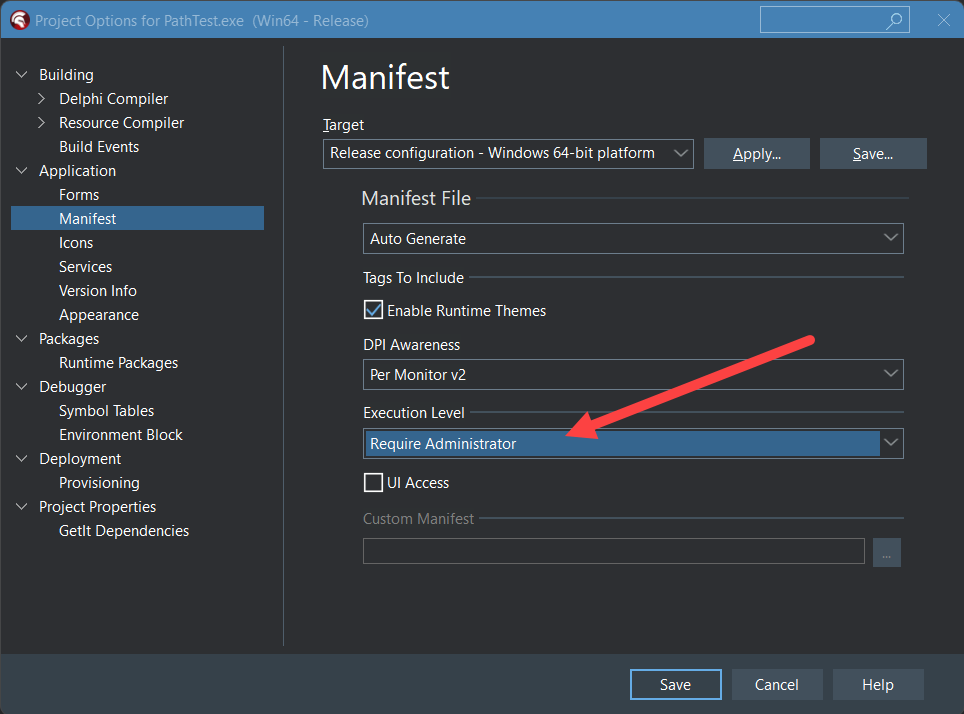 Project Options for PathTest.exe (Win64 - Release)
Building
Delphi Compiler
Resource Compiler
Build Events
Application
Forms
Manifest
Icons
Services
Version Info
Appearance
Packages
Runtime Packages
Debugger
Symbol Tables
Environment Block
Deployment
Provisioning
Project Properties
GetIt Dependencies
Manifest
Target
Release configuration - Windows 64-bit platform
Apply...
Save...
Manifest File
Auto Generate
Tags To Include
Enable Runtime Themes
DPI Awareness
Per Monitor v2
Execution Level
Require Administrator
UI Access
Custom Manifest
...
Save
Cancel
Help